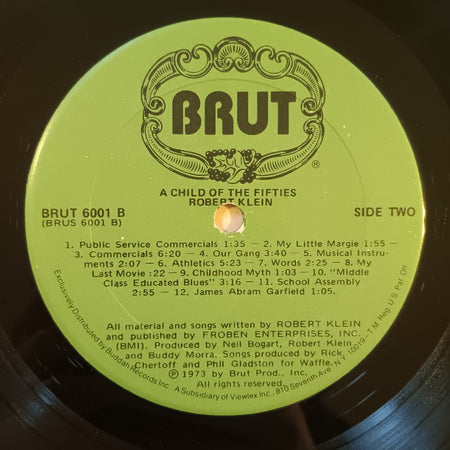 BRUT
®
A CHILD OF THE FIFTIES
ROBERT KLEIN
BRUT 6001 B
(BRUS 6001 B)
SIDE TWO
1. Public Service Commercials 1:35 — 2. My Little Margie 1:55 —
3. Commercials 6:20 — 4. Our Gang 3:40 — 5. Musical Instru-
ments 2:07 — 6. Athletics 5:23 — 7. Words 2:25 — 8. My
Last Movie :22 — 9. Childhood Myth 1:03 — 10. "Middle
Class Educated Blues" 3:16 — 11. School Assembly
2:55 — 12. James Abram Garfield 1:05.
All material and songs written by ROBERT KLEIN
and published by FROBEN ENTERPRISES, INC.
(BMI). Produced by Neil Bogart, Robert Klein,
and Buddy Morra. Songs produced by Rick
Chertoff and Phil Gladston for Waffle.
℗ 1973 by Brut Prod., Inc.
All rights reserved.
Exclusively Distributed by Buddah Records Inc. A Subsidiary of Viewlex Inc. 810 Seventh Ave. N.Y. 10019—T.M. Reg. U.S. Pat. Off.